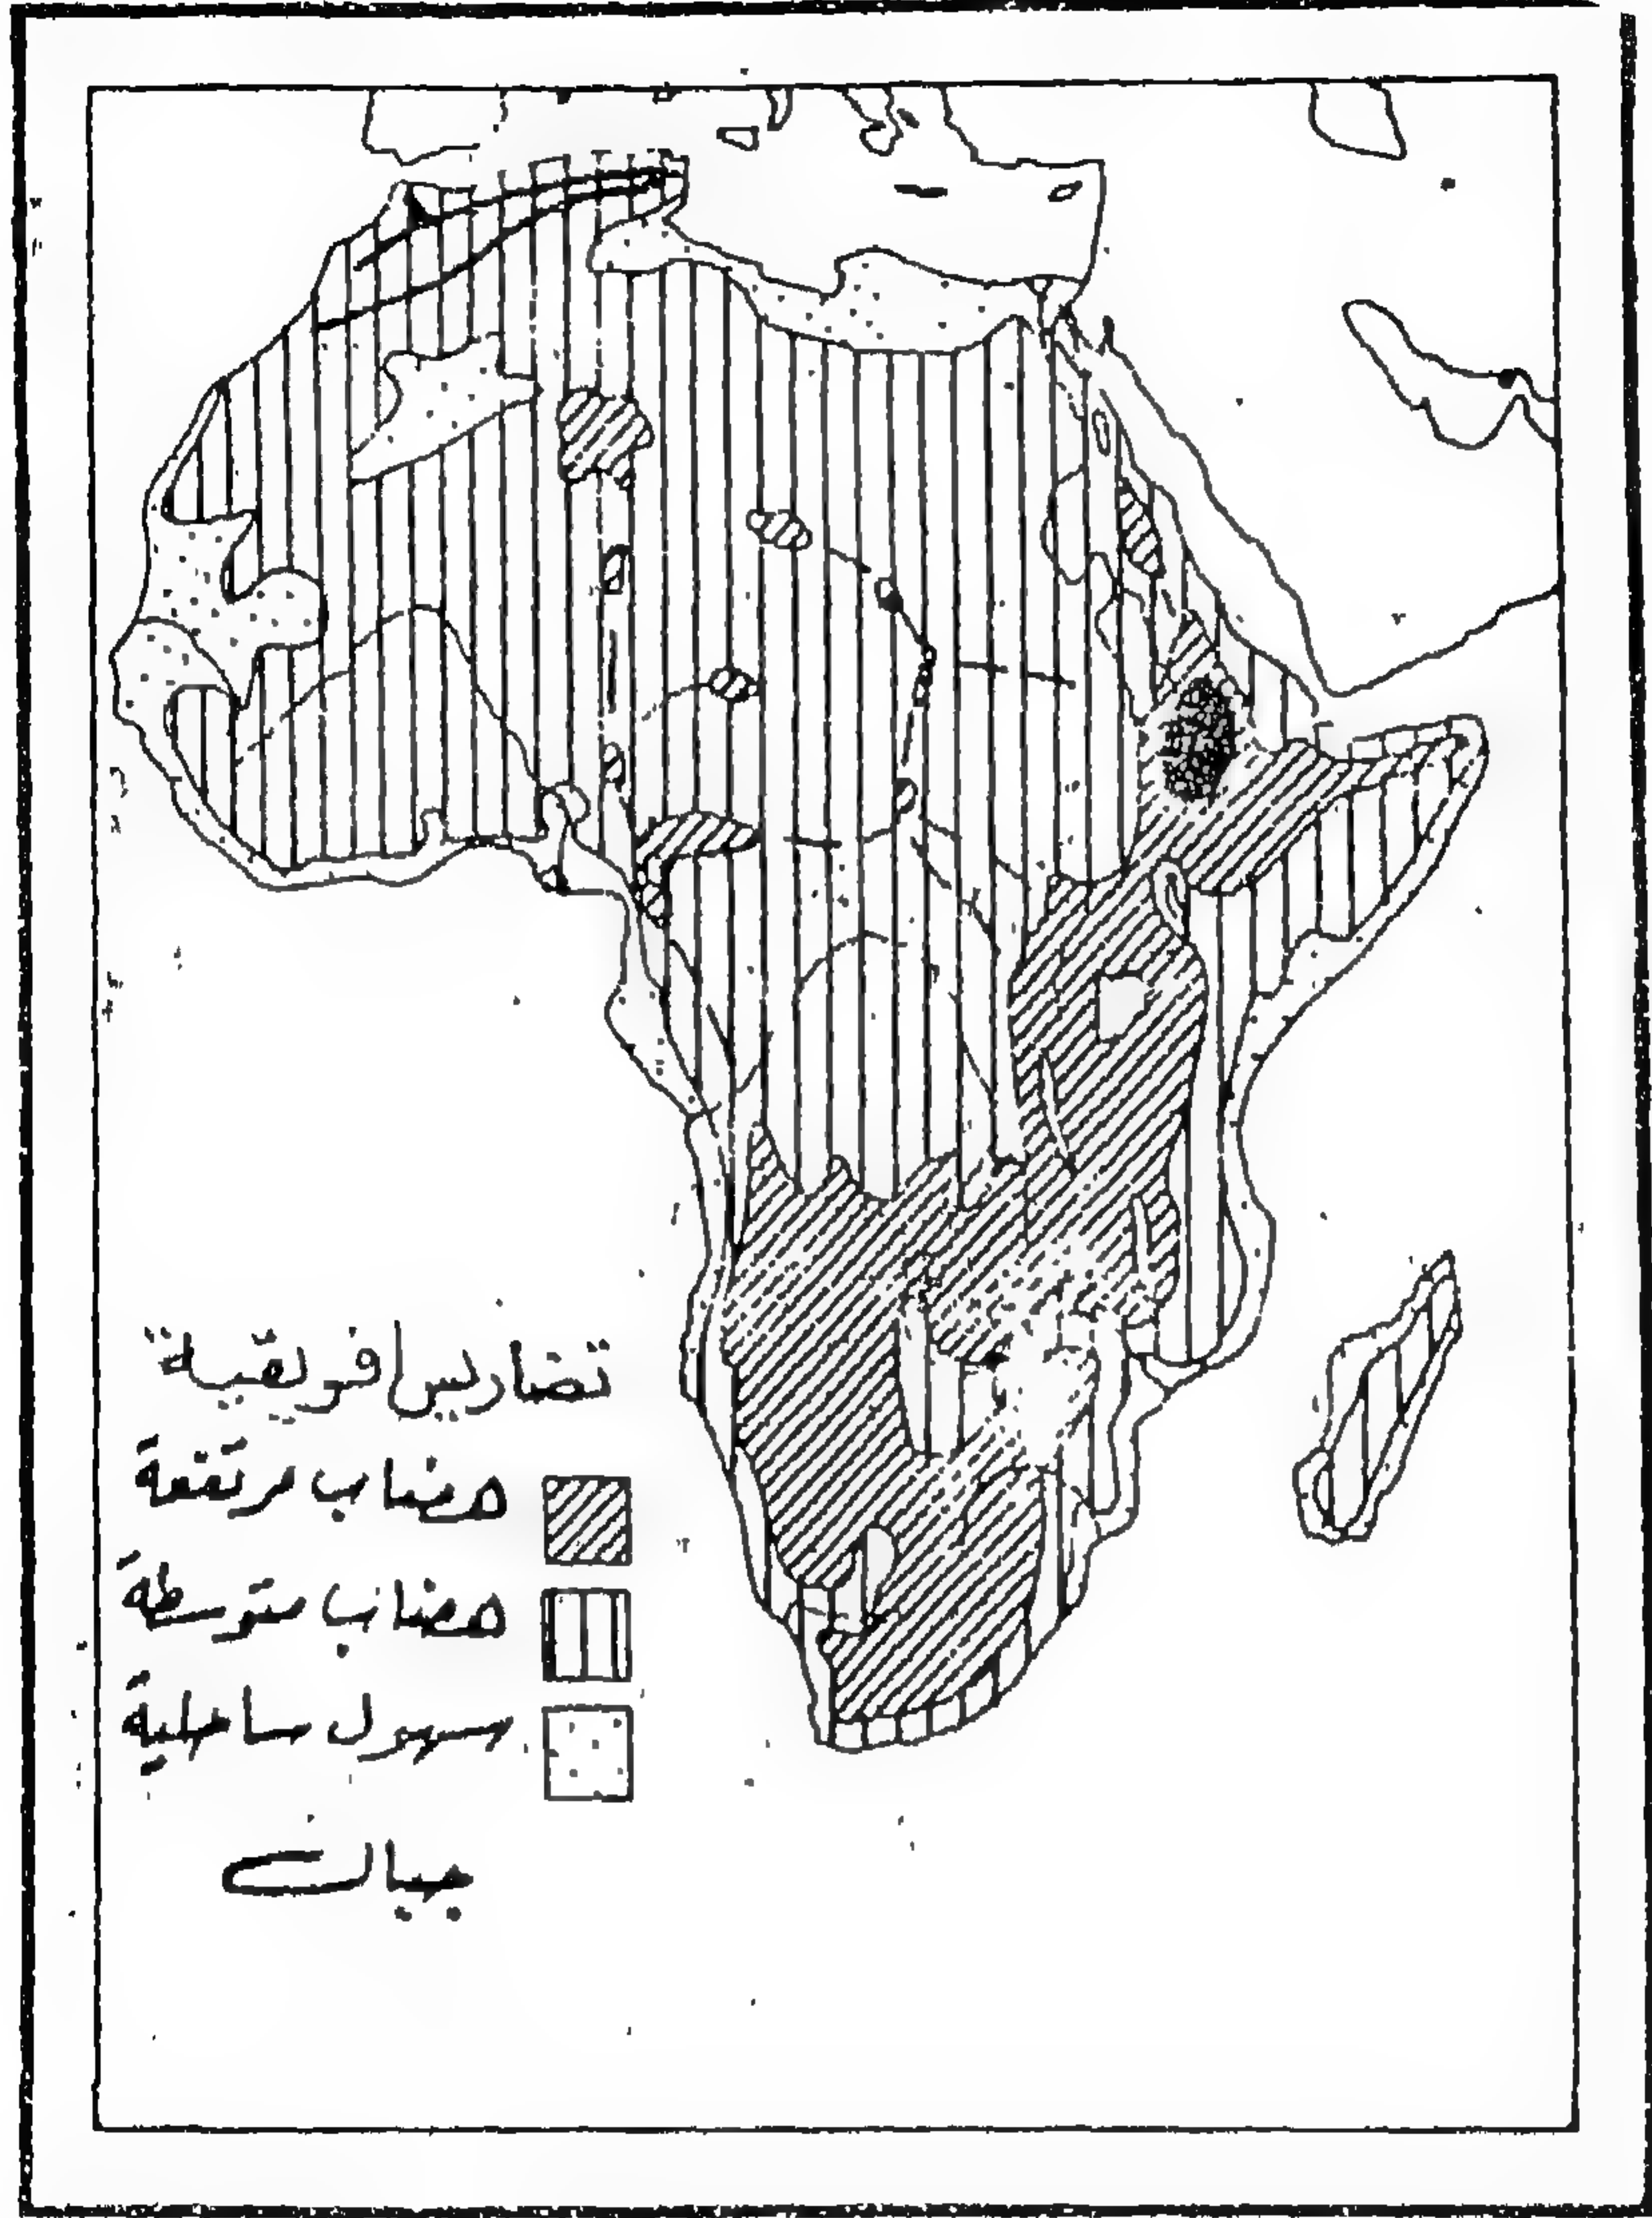 تضاريس افريقية
هضاب مرتفعة
هضاب متوسطة
سهول ساحلية
جبال